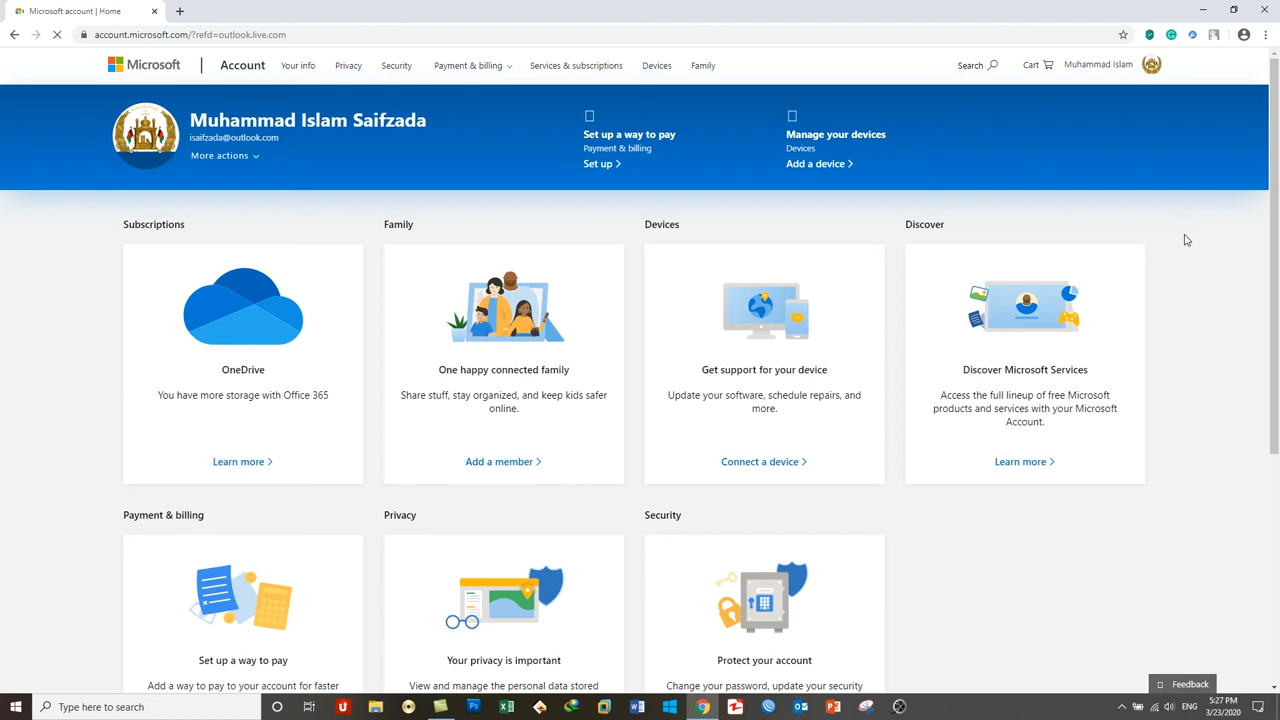 Microsoft account | Home
account.microsoft.com/?refd=outlook.live.com
Microsoft | Account Your info Privacy Security Payment & billing Services & subscriptions Devices Family Search Cart Muhammad Islam
Muhammad Islam Saifzada
isaifzada@outlook.com
More actions
Set up a way to pay
Payment & billing
Set up >
Manage your devices
Devices
Add a device >
Subscriptions
Family
Devices
Discover
OneDrive
You have more storage with Office 365
Learn more >
One happy connected family
Share stuff, stay organized, and keep kids safer
online.
Add a member >
Get support for your device
Update your software, schedule repairs, and
more.
Connect a device >
Discover Microsoft Services
Access the full lineup of free Microsoft
products and services with your Microsoft
Account.
Learn more >
Payment & billing
Privacy
Security
Set up a way to pay
Add a way to pay to your account for faster
Your privacy is important
View and manage the personal data stored
Protect your account
Change your password, update your security
Feedback
Type here to search
5:27 PM
3/23/2020